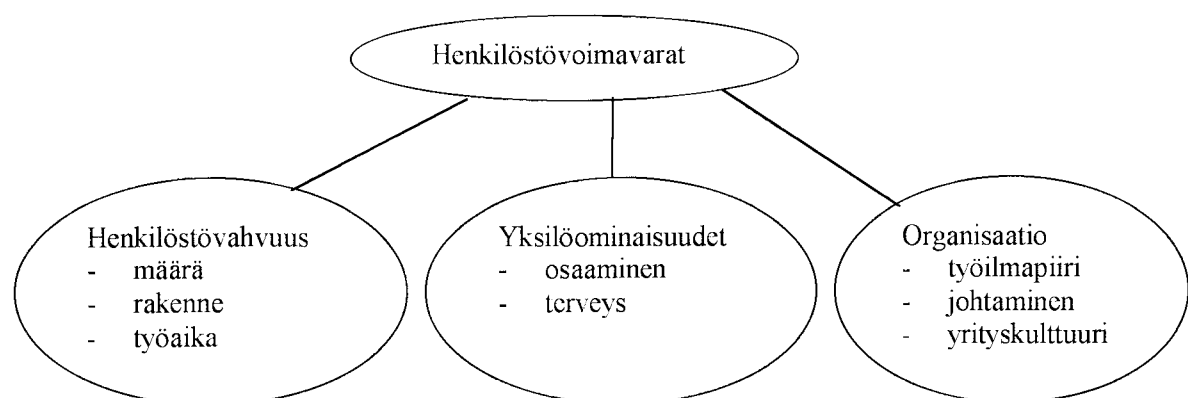 Henkilöstövoimavarat
Henkilöstövahvuus
- määrä
- rakenne
- työaika
Yksilöominaisuudet
- osaaminen
- terveys
Organisaatio
- työilmapiiri
- johtaminen
- yrityskulttuuri